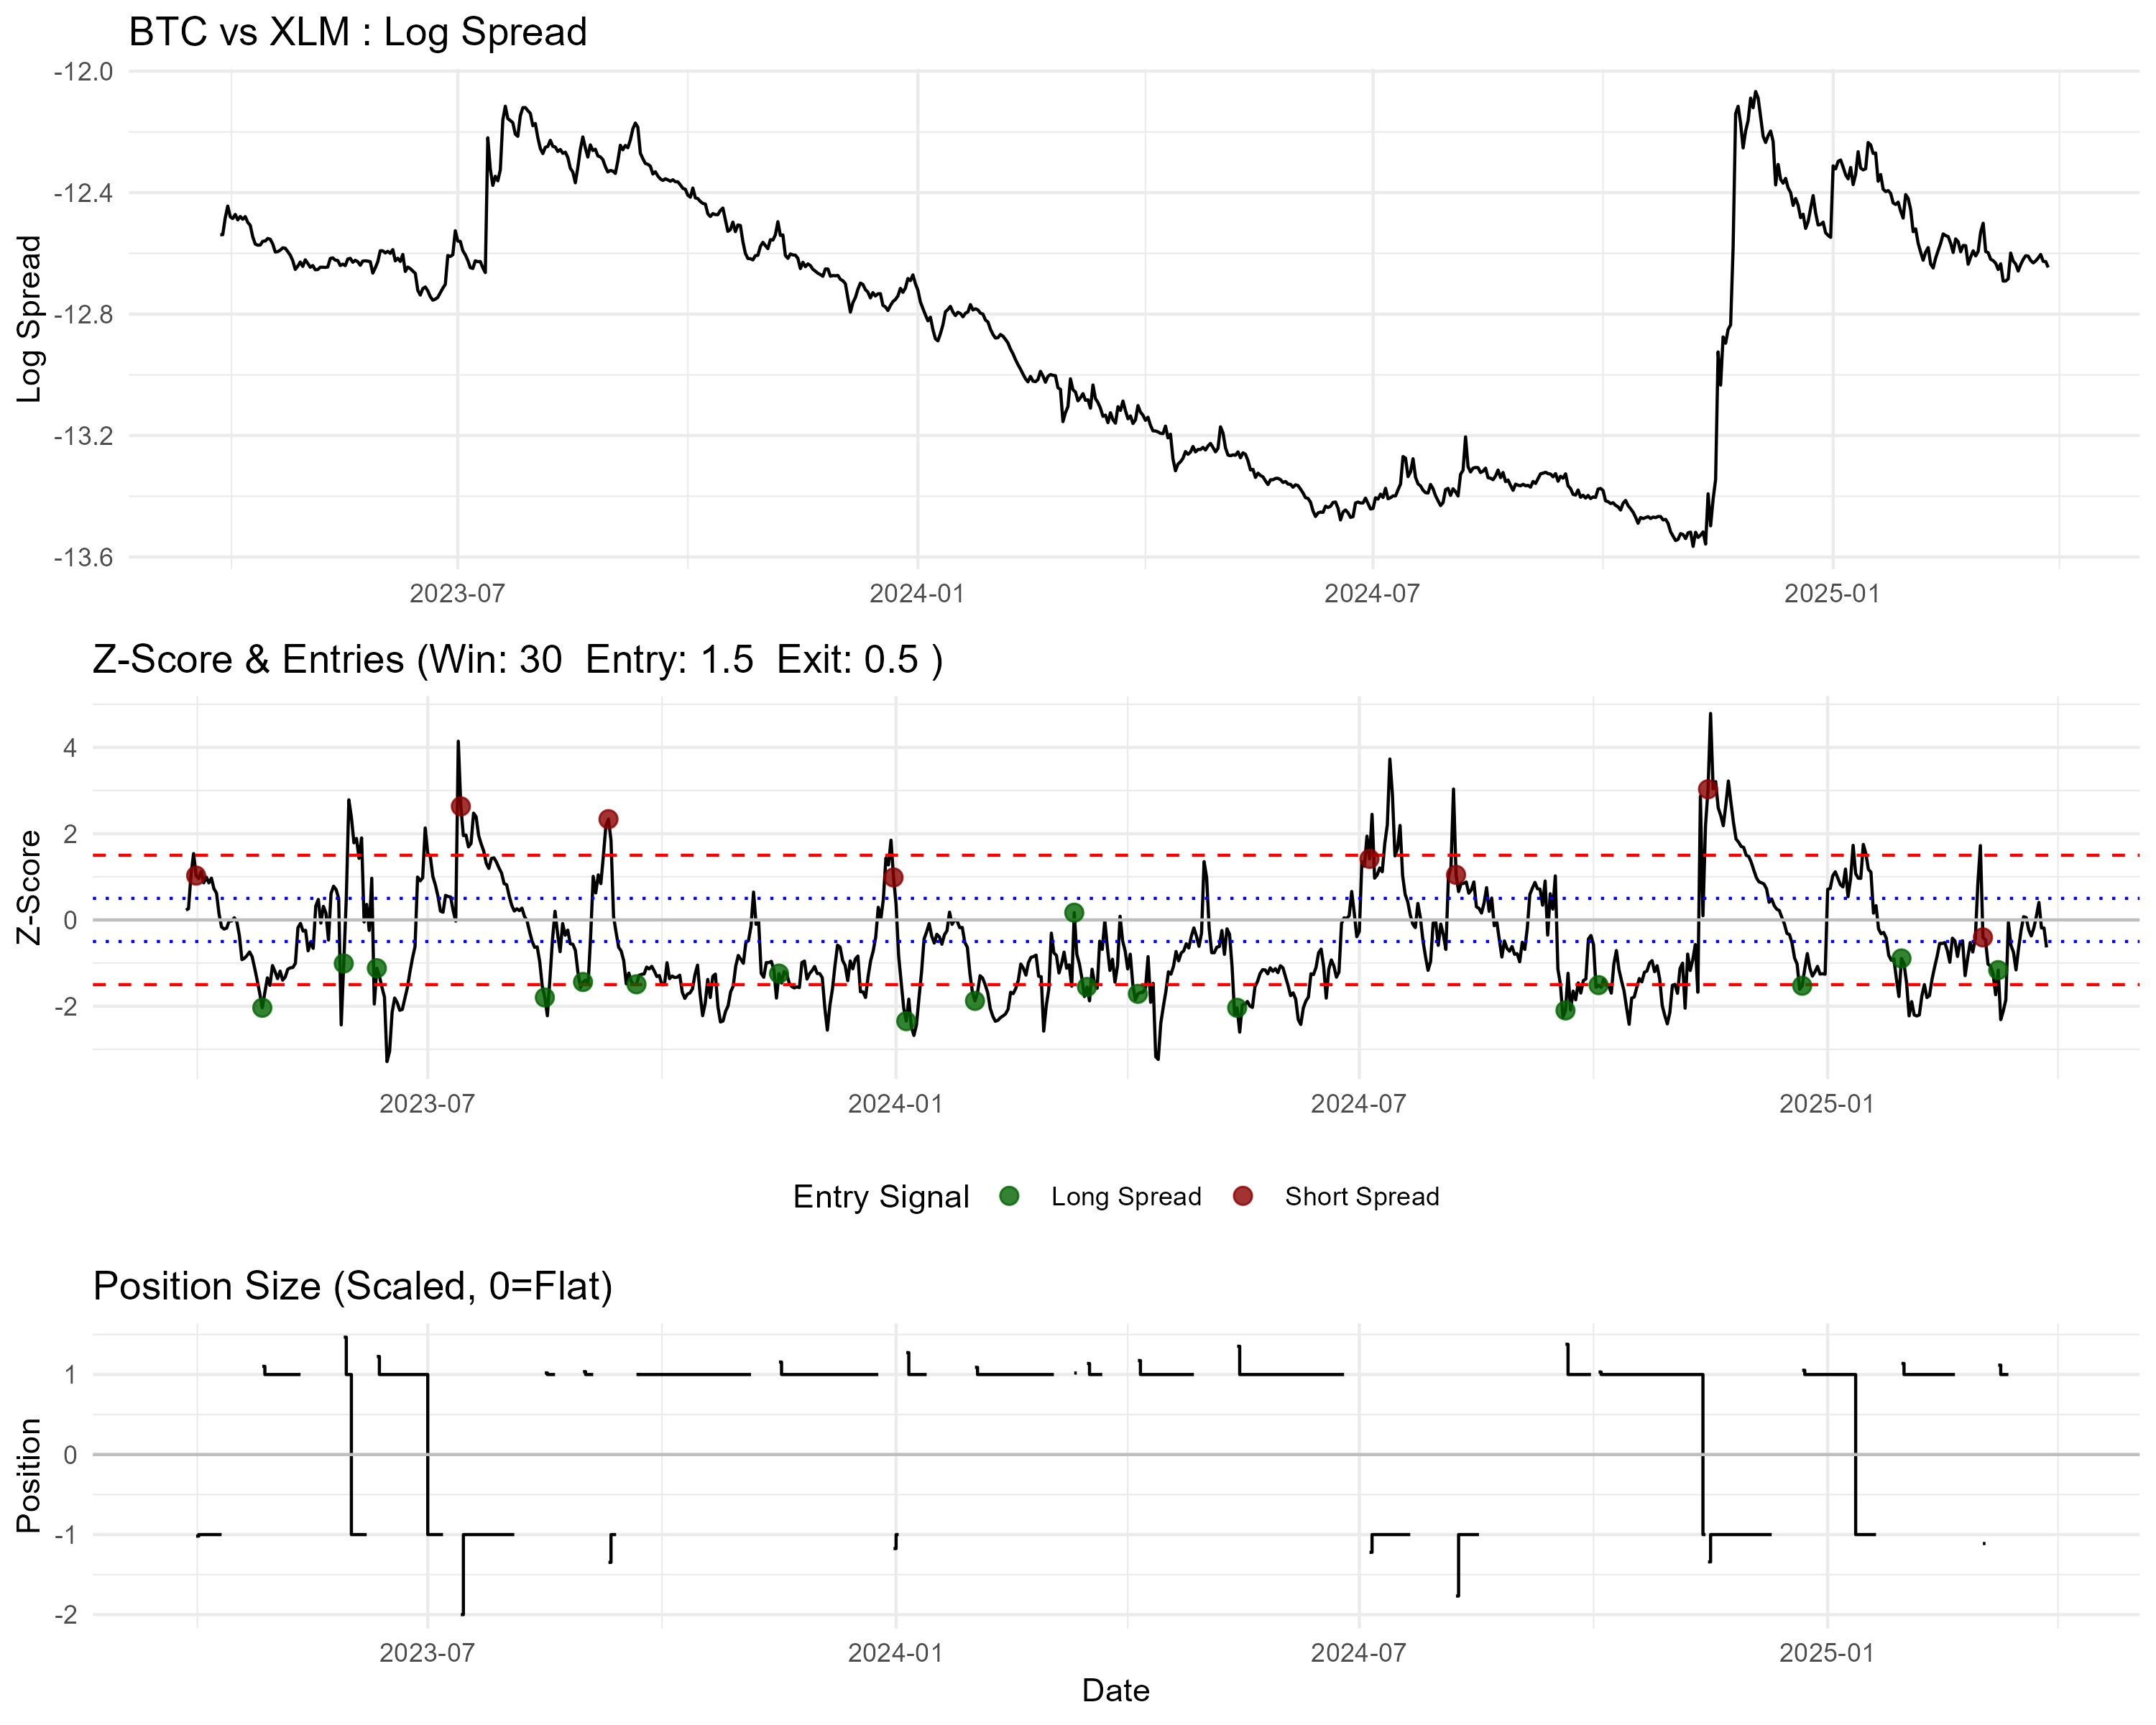 BTC vs XLM : Log Spread
Log Spread
-12.0
-12.4
-12.8
-13.2
-13.6
2023-07 2024-01 2024-07 2025-01
Z-Score & Entries (Win: 30 Entry: 1.5 Exit: 0.5 )
Z-Score
4
2
0
-2
2023-07 2024-01 2024-07 2025-01
Entry Signal Long Spread Short Spread
Position Size (Scaled, 0=Flat)
Position
1
0
-1
-2
2023-07 2024-01 2024-07 2025-01
Date